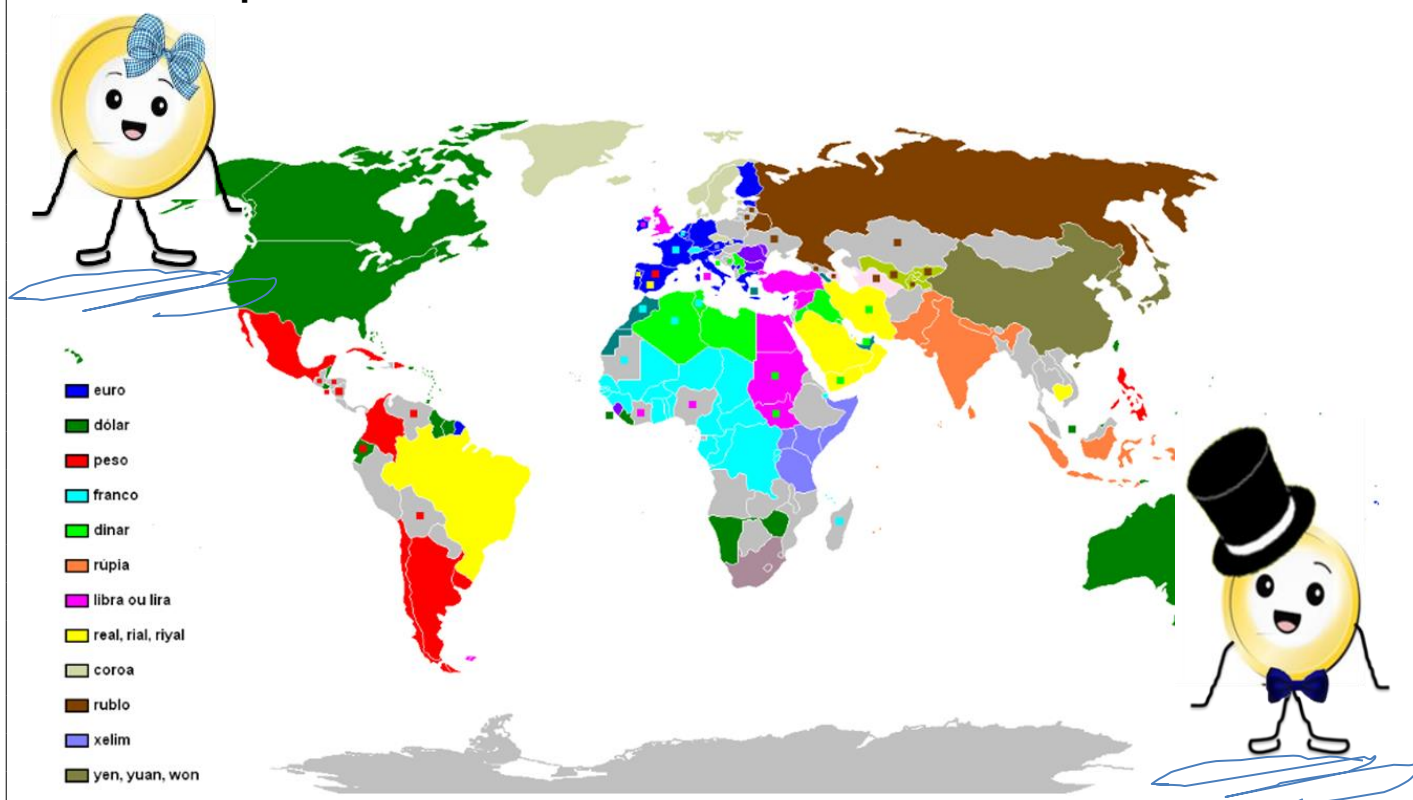 euro
dólar
peso
franco
dinar
rúpia
libra ou lira
real, rial, riyal
coroa
rublo
xelim
yen, yuan, won